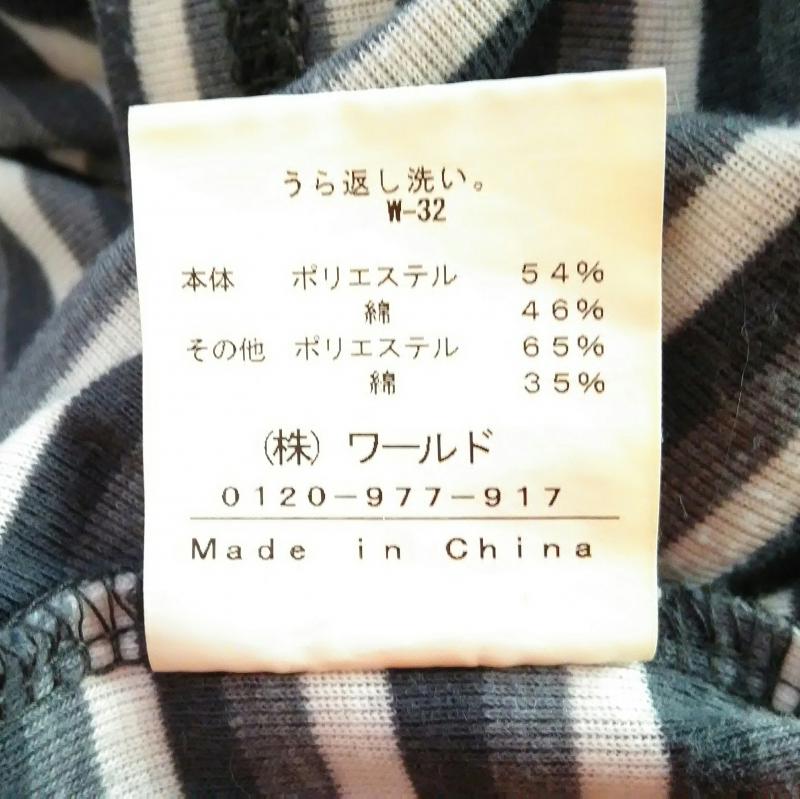 うら返し洗い。
W-32
本体 ポリエステル 54%
綿 46%
その他 ポリエステル 65%
綿 35%
(株)ワールド
0120-977-917
Made in China